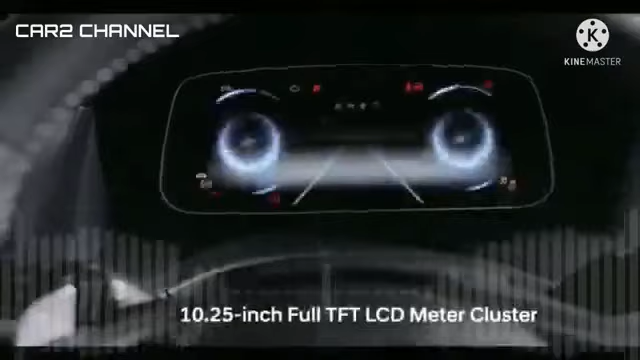 CAR2 CHANNEL
K
KINEMASTER
10.25-inch Full TFT LCD Meter Cluster